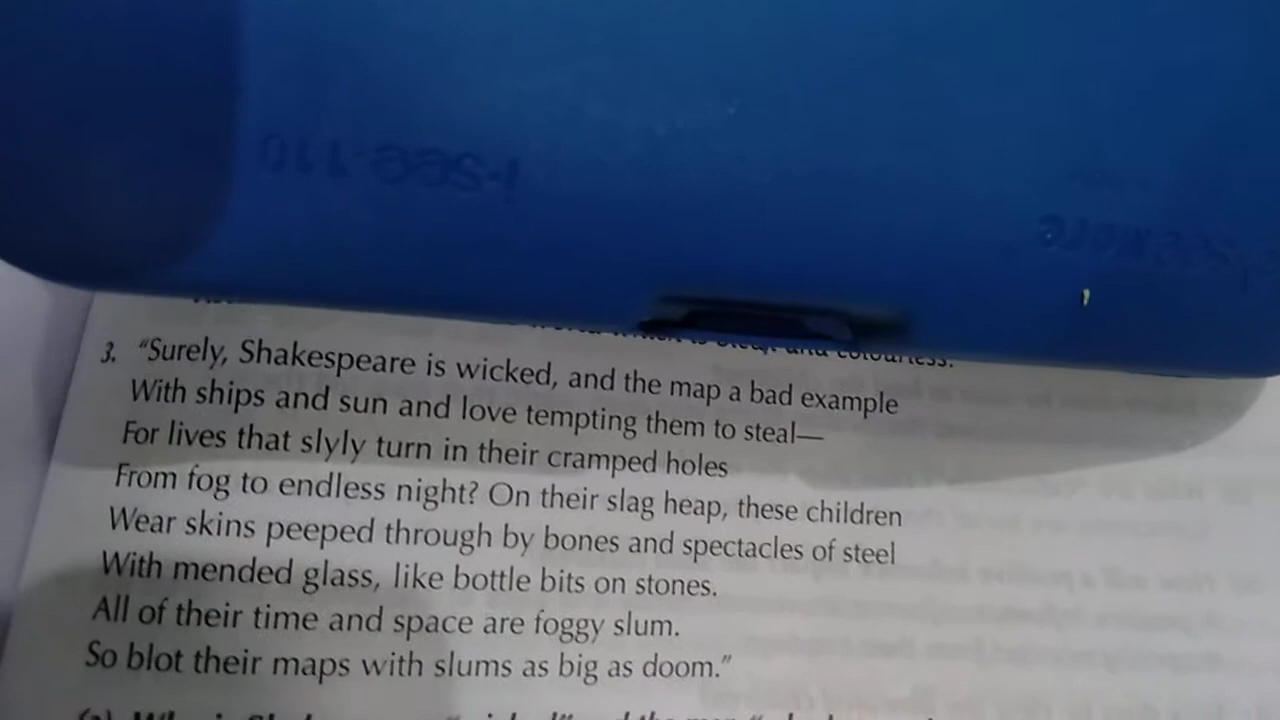 colourless.
3. “Surely, Shakespeare is wicked, and the map a bad example
With ships and sun and love tempting them to steal—
For lives that slyly turn in their cramped holes
From fog to endless night? On their slag heap, these children
Wear skins peeped through by bones and spectacles of steel
With mended glass, like bottle bits on stones.
All of their time and space are foggy slum.
So blot their maps with slums as big as doom.”